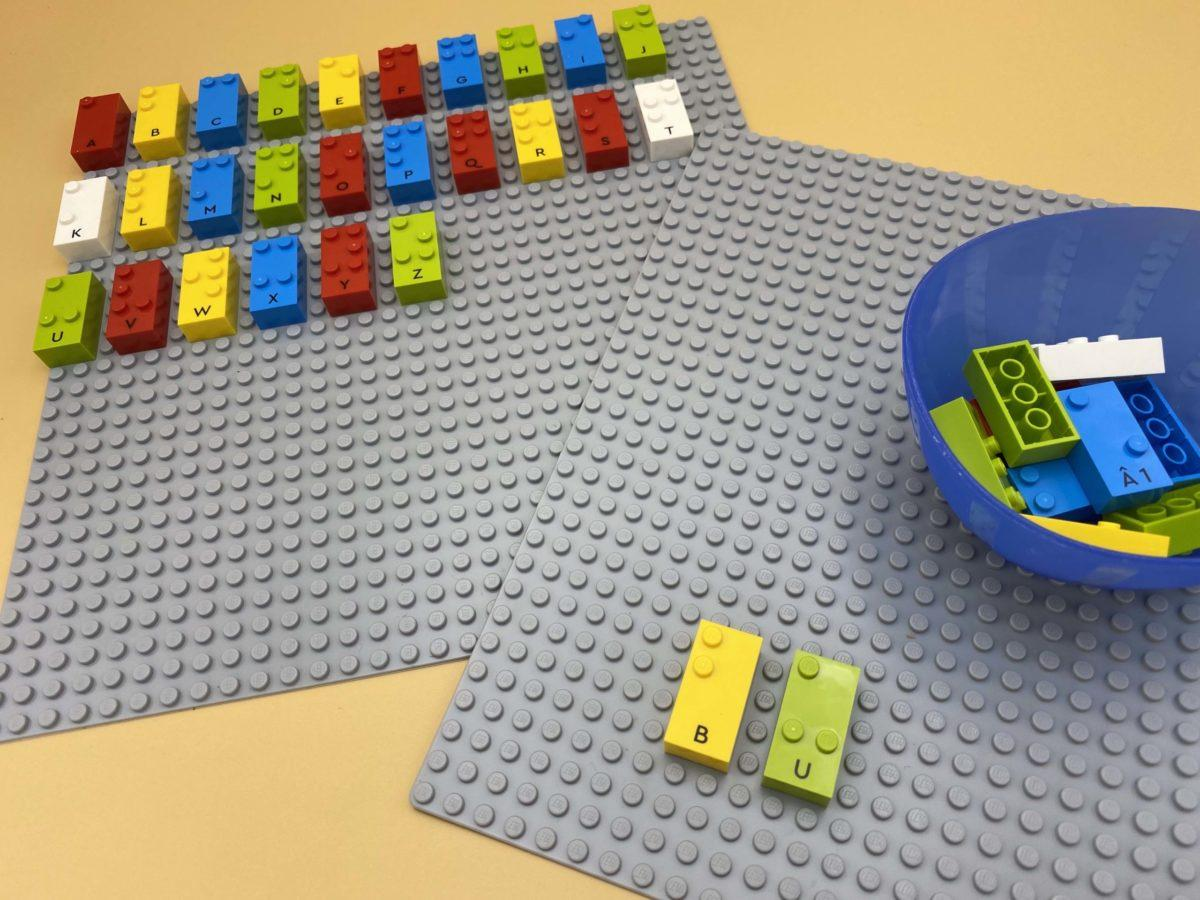 A B C D E F G H I J
K L M N O P Q R S T
U V W X Y Z
Â1
B U